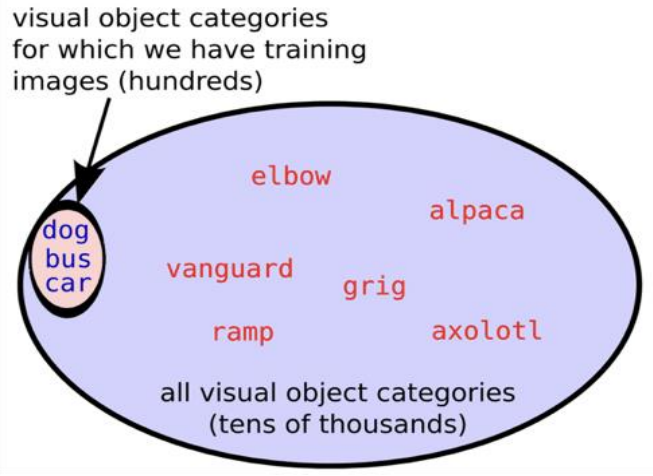 visual object categories
for which we have training
images (hundreds)
elbow
alpaca
dog
bus
car
vanguard
grig
ramp
axolotl
all visual object categories
(tens of thousands)